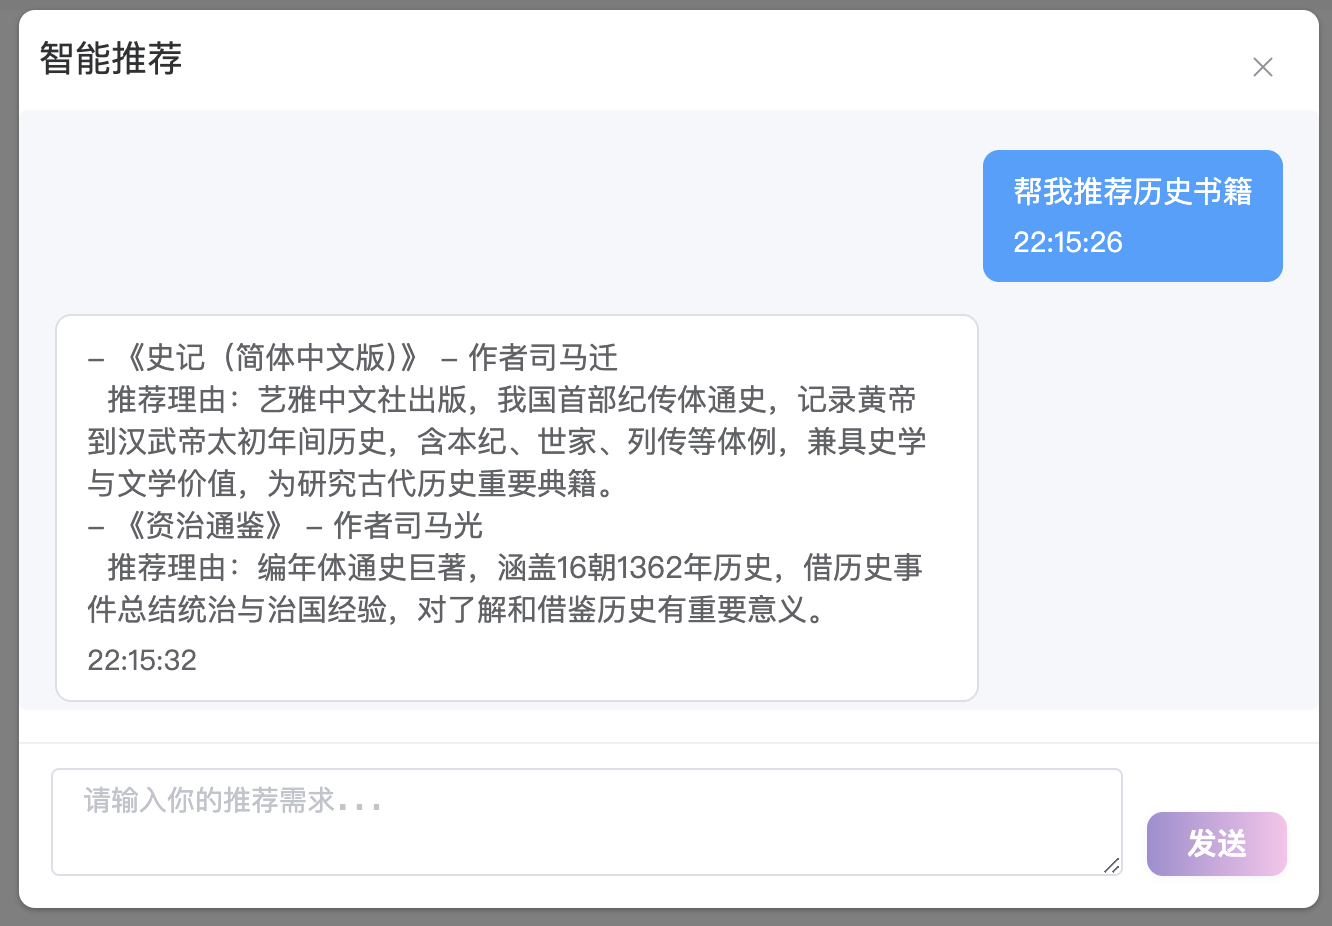 智能推荐
帮我推荐历史书籍
22:15:26
– 《史记（简体中文版）》 – 作者司马迁
推荐理由：艺雅中文社出版，我国首部纪传体通史，记录黄帝
到汉武帝太初年间历史，含本纪、世家、列传等体例，兼具史学
与文学价值，为研究古代历史重要典籍。
– 《资治通鉴》 – 作者司马光
推荐理由：编年体通史巨著，涵盖16朝1362年历史，借历史事
件总结统治与治国经验，对了解和借鉴历史有重要意义。
22:15:32
请输入你的推荐需求...
发送